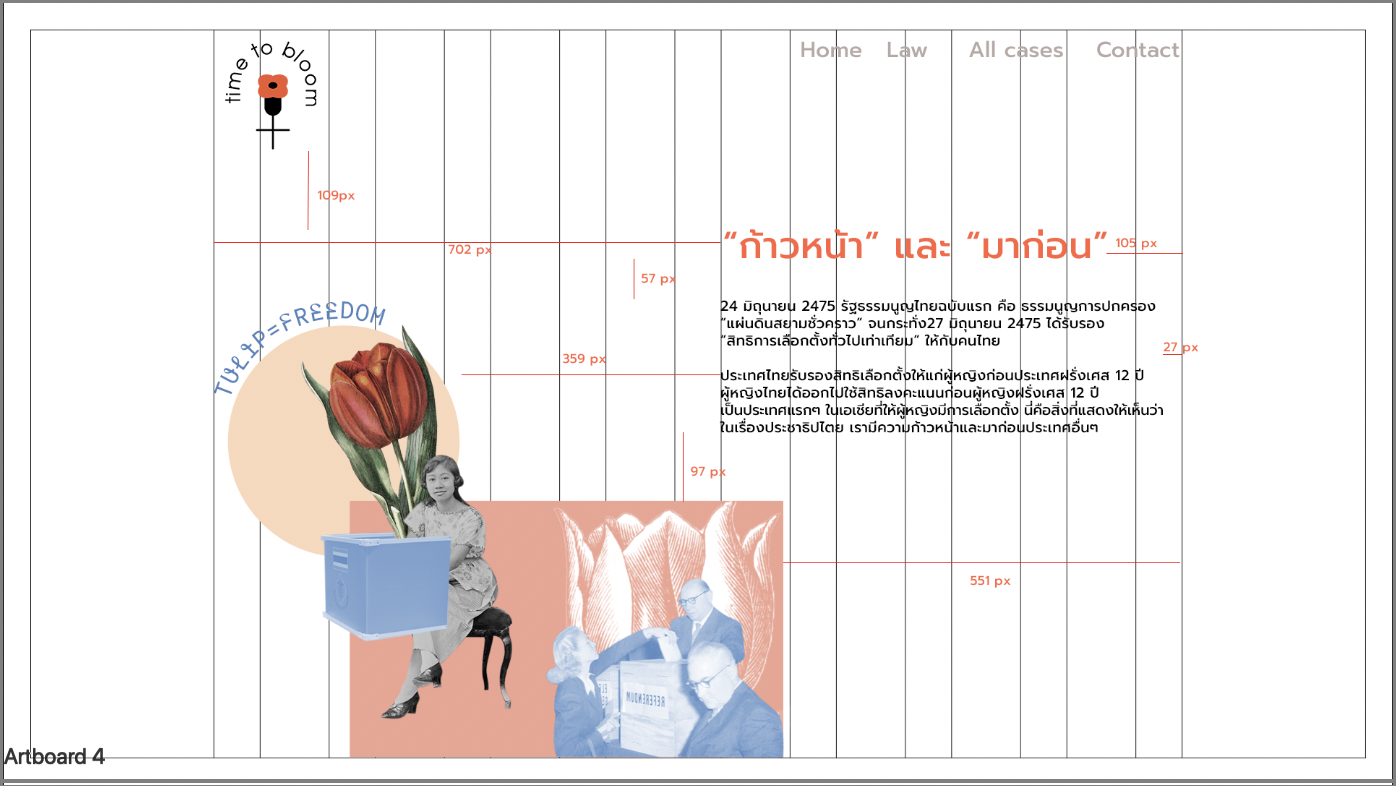 time to bloom
Home Law All cases Contact
109px
702 px
“ก้าวหน้า” และ “มาก่อน”
105 px
57 px
24 มิถุนายน 2475 รัฐธรรมนูญไทยฉบับแรก คือ ธรรมนูญการปกครอง
“แผ่นดินสยามชั่วคราว” จนกระทั่ง27 มิถุนายน 2475 ได้รับรอง
“สิทธิการเลือกตั้งทั่วไปเท่าเทียม” ให้กับคนไทย
27 px
TULIP=FREEDOM
359 px
ประเทศไทยรับรองสิทธิเลือกตั้งให้แก่ผู้หญิงก่อนประเทศฝรั่งเศส 12 ปี
ผู้หญิงไทยได้ออกไปใช้สิทธิลงคะแนนก่อนผู้หญิงฝรั่งเศส 12 ปี
เป็นประเทศแรกๆ ในเอเชียที่ให้ผู้หญิงมีการเลือกตั้ง นี่คือสิ่งที่แสดงให้เห็นว่า
ในเรื่องประชาธิปไตย เรามีความก้าวหน้าและมาก่อนประเทศอื่นๆ
97 px
551 px
REFERENDUM
Artboard 4